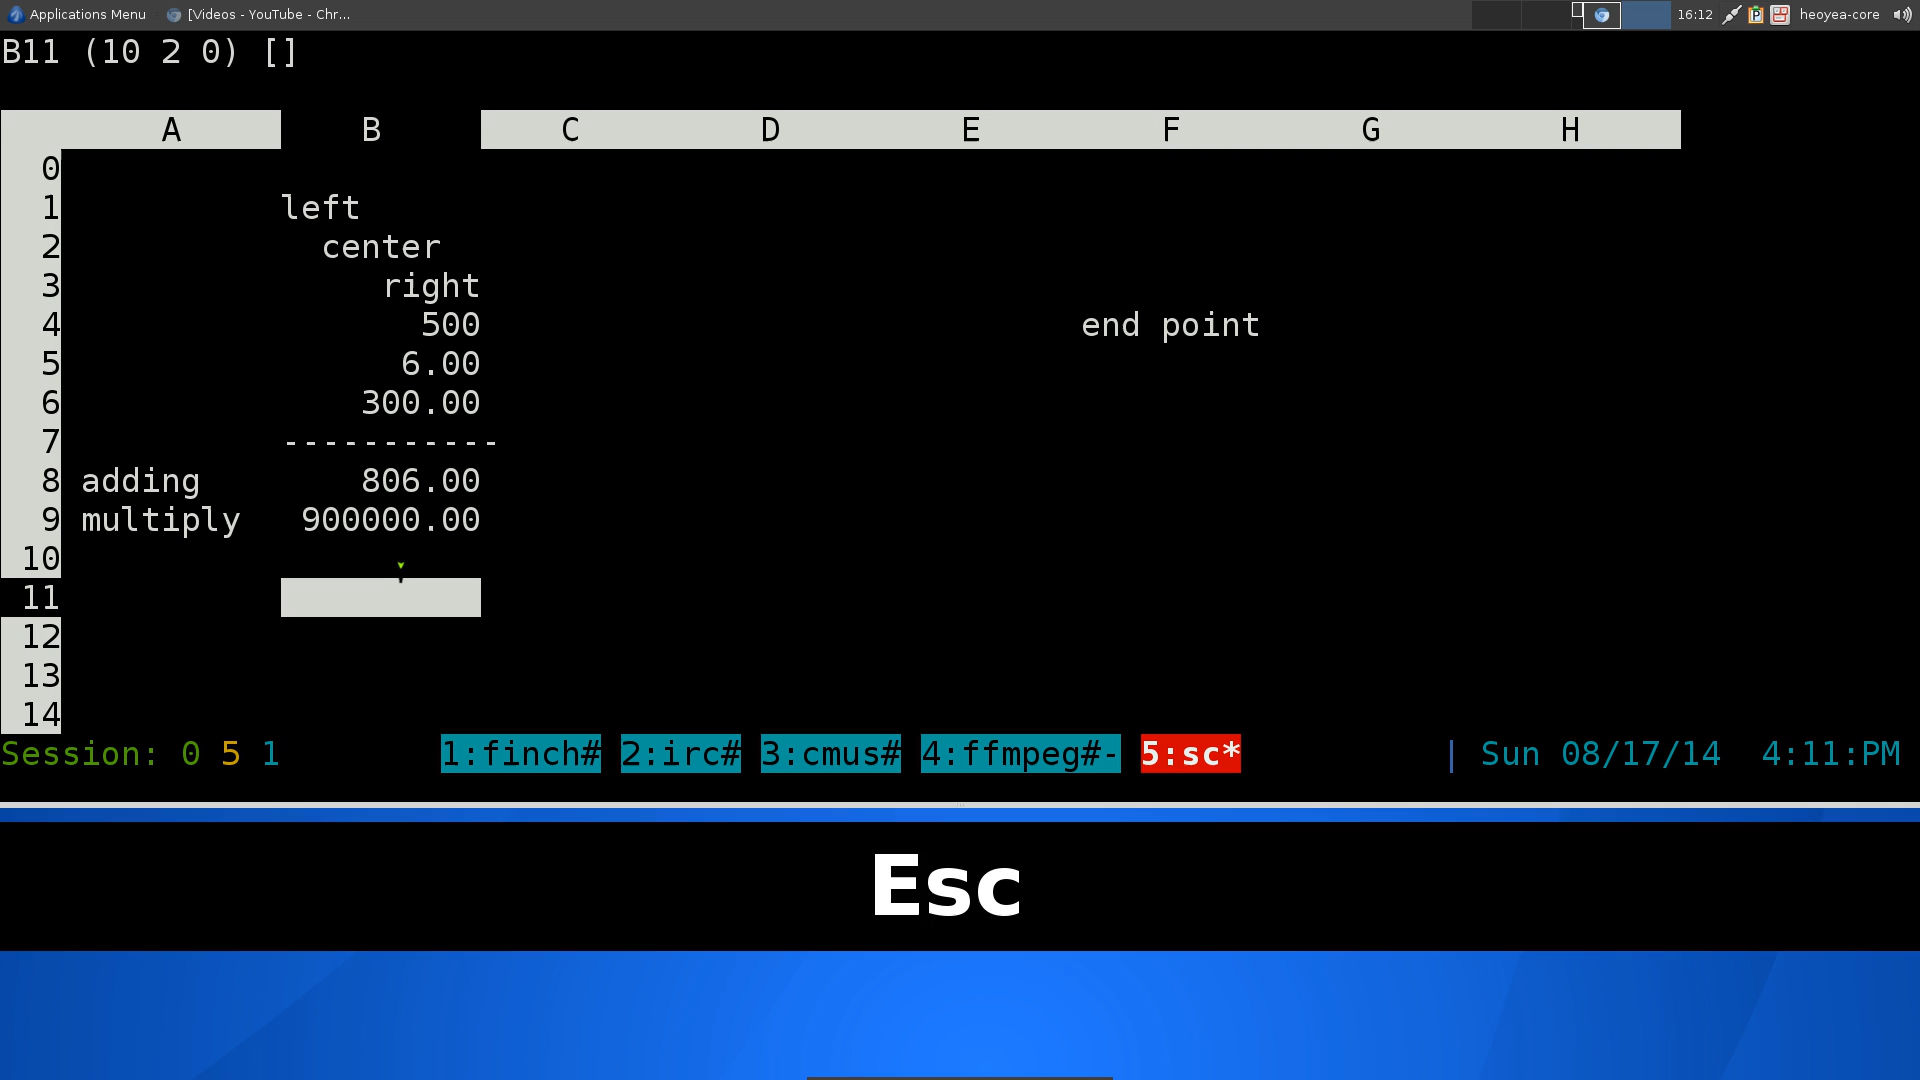 Applications Menu [Videos - YouTube - Chr... 16:12 heoyea-core
B11 (10 2 0) []
A B C D E F G H
0
1 left
2 center
3 right
4 500 end point
5 6.00
6 300.00
7 -----------
8 adding 806.00
9 multiply 900000.00
10
11
12
13
14
Session: 0 5 1 1:finch# 2:irc# 3:cmus# 4:ffmpeg#- 5:sc* | Sun 08/17/14 4:11:PM
Esc